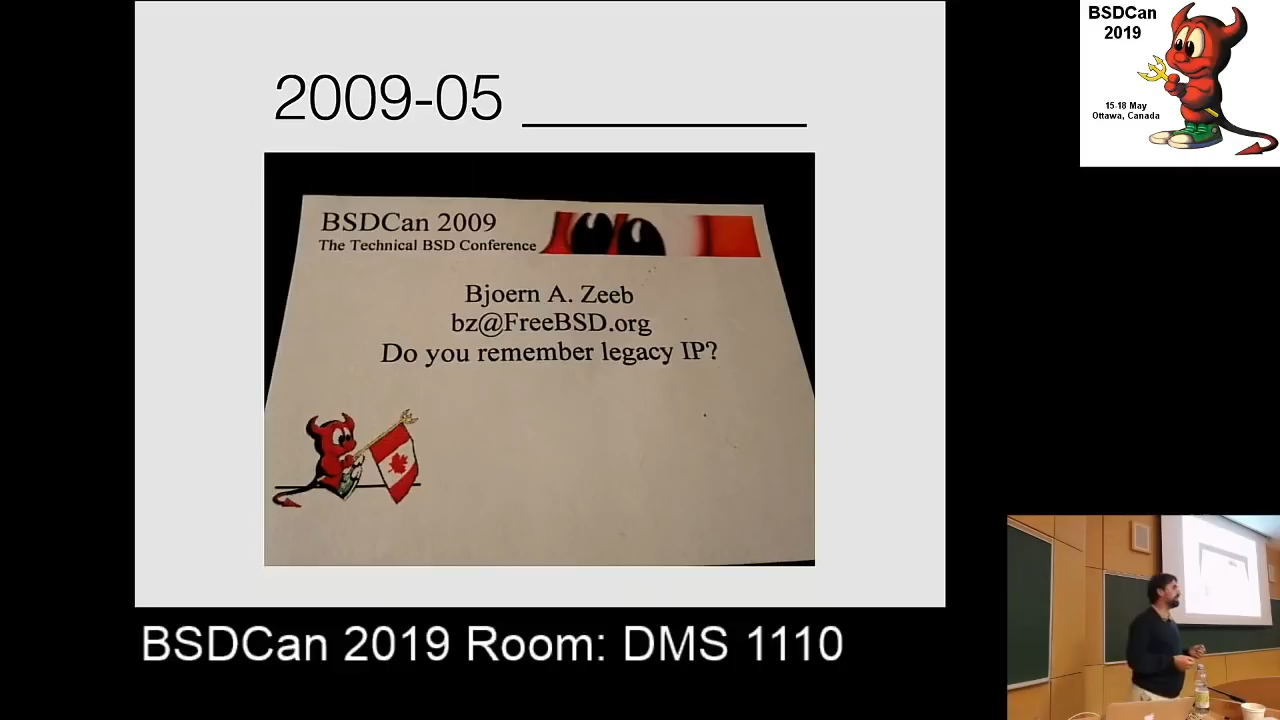 2009-05 __________
BSDCan 2009
The Technical BSD Conference
Bjoern A. Zeeb
bz@FreeBSD.org
Do you remember legacy IP?
BSDCan
2019
15-18 May
Ottawa, Canada
BSDCan 2019 Room: DMS 1110